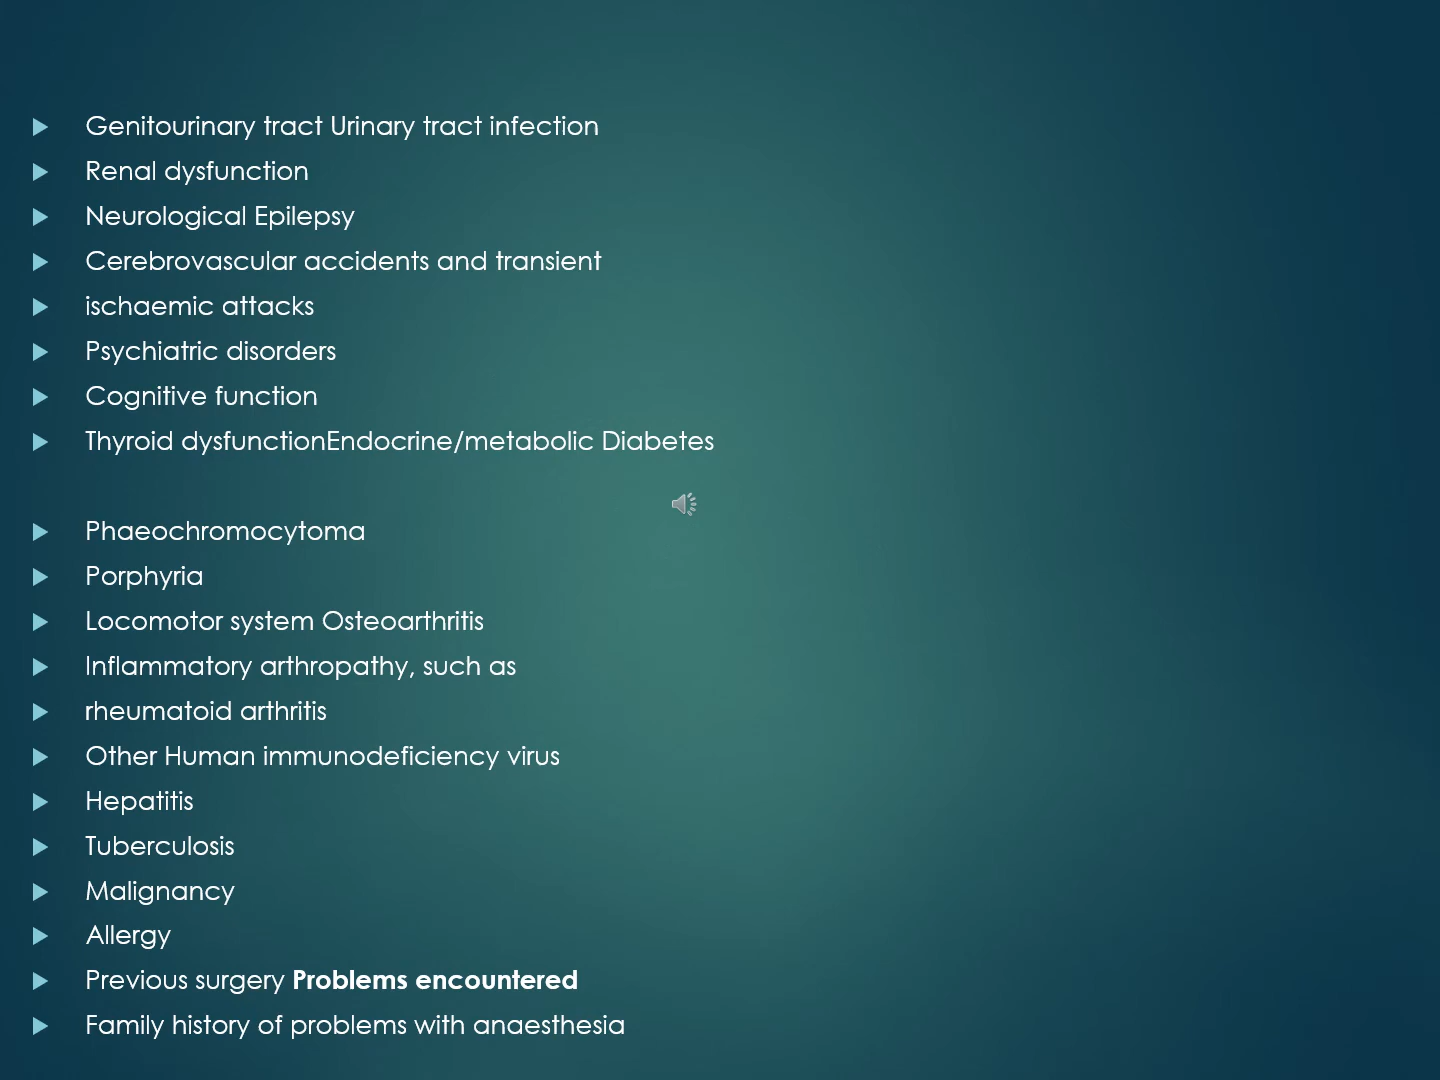 Genitourinary tract Urinary tract infection
Renal dysfunction
Neurological Epilepsy
Cerebrovascular accidents and transient
ischaemic attacks
Psychiatric disorders
Cognitive function
Thyroid dysfunctionEndocrine/metabolic Diabetes
Phaeochromocytoma
Porphyria
Locomotor system Osteoarthritis
Inflammatory arthropathy, such as
rheumatoid arthritis
Other Human immunodeficiency virus
Hepatitis
Tuberculosis
Malignancy
Allergy
Previous surgery Problems encountered
Family history of problems with anaesthesia